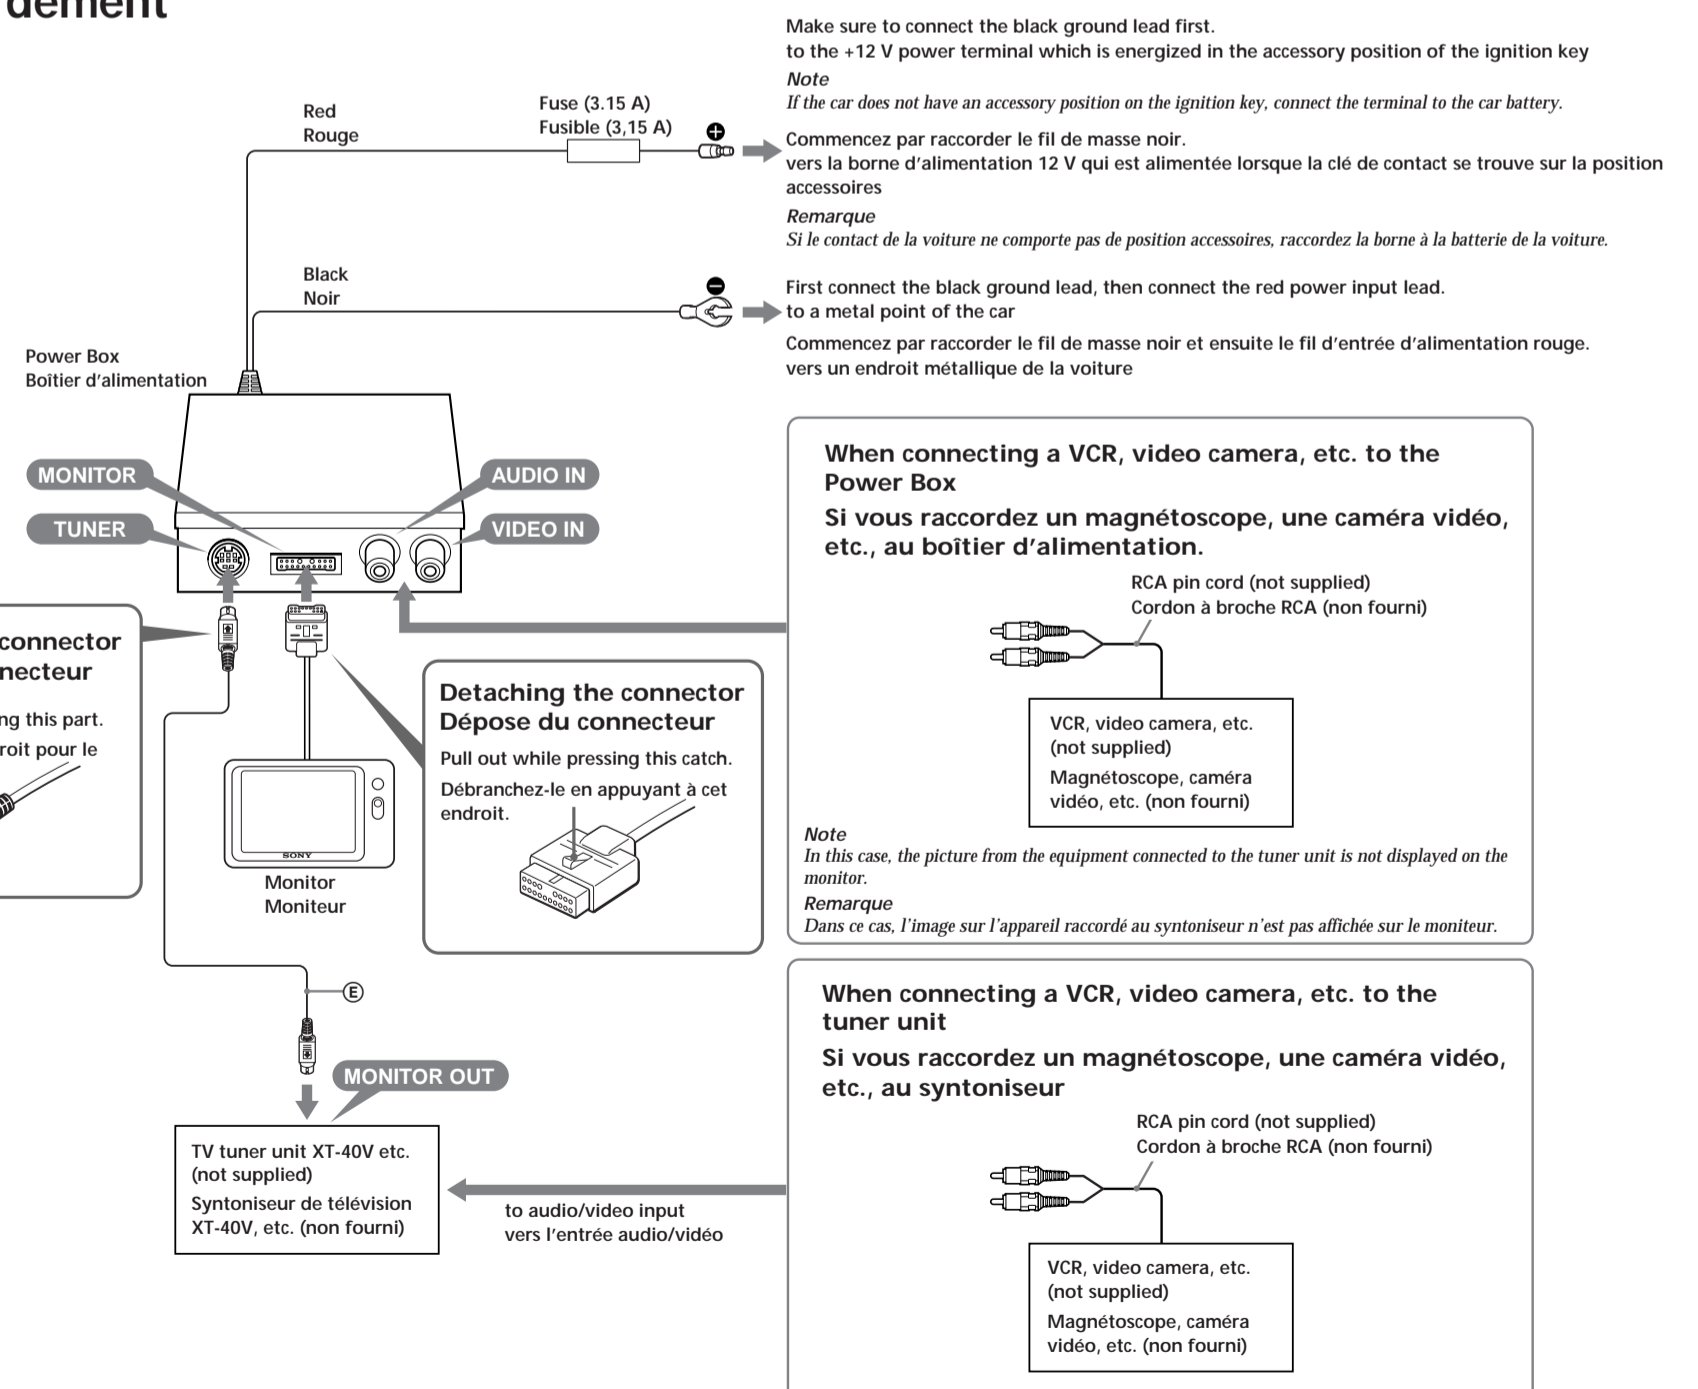 Make sure to connect the black ground lead first.
to the +12 V power terminal which is energized in the accessory position of the ignition key
Note
If the car does not have an accessory position on the ignition key, connect the terminal to the car battery.
Red
Rouge
Fuse (3.15 A)
Fusible (3,15 A)
+
Commencez par raccorder le fil de masse noir.
vers la borne d'alimentation 12 V qui est alimentée lorsque la clé de contact se trouve sur la position
accessoires
Remarque
Si le contact de la voiture ne comporte pas de position accessoires, raccordez la borne à la batterie de la voiture.
Black
Noir
−
First connect the black ground lead, then connect the red power input lead.
to a metal point of the car
Commencez par raccorder le fil de masse noir et ensuite le fil d'entrée d'alimentation rouge.
vers un endroit métallique de la voiture
Power Box
Boîtier d'alimentation
MONITOR
AUDIO IN
TUNER
VIDEO IN
When connecting a VCR, video camera, etc. to the
Power Box
Si vous raccordez un magnétoscope, une caméra vidéo,
etc., au boîtier d'alimentation.
RCA pin cord (not supplied)
Cordon à broche RCA (non fourni)
VCR, video camera, etc.
(not supplied)
Magnétoscope, caméra
vidéo, etc. (non fourni)
Note
In this case, the picture from the equipment connected to the tuner unit is not displayed on the
monitor.
Remarque
Dans ce cas, l'image sur l'appareil raccordé au syntoniseur n'est pas affichée sur le moniteur.
connector
ng this part.
pour le
Detaching the connector
Dépose du connecteur
Pull out while pressing this catch.
Débranchez-le en appuyant à cet
endroit.
SONY
Monitor
Moniteur
E
MONITOR OUT
TV tuner unit XT-40V etc.
(not supplied)
Syntoniseur de télévision
XT-40V, etc. (non fourni)
to audio/video input
vers l'entrée audio/vidéo
When connecting a VCR, video camera, etc. to the
tuner unit
Si vous raccordez un magnétoscope, une caméra vidéo,
etc., au syntoniseur
RCA pin cord (not supplied)
Cordon à broche RCA (non fourni)
VCR, video camera, etc.
(not supplied)
Magnétoscope, caméra
vidéo, etc. (non fourni)